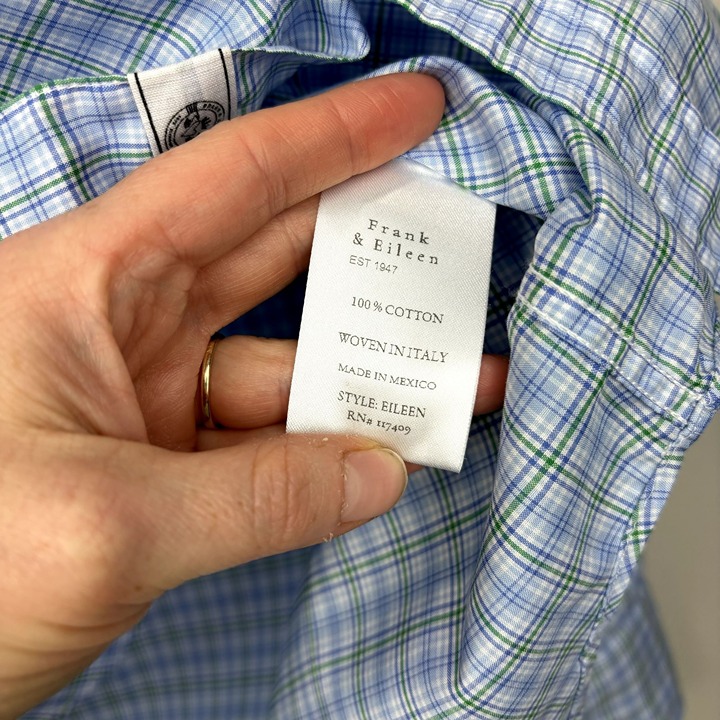 Frank
& Eileen
EST 1947
100% COTTON
WOVEN IN ITALY
MADE IN MEXICO
STYLE: EILEEN
RN# 117409